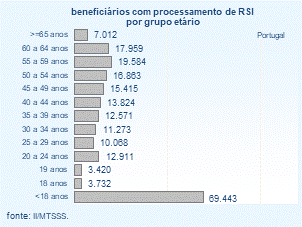 beneficiários com processamento de RSI
por grupo etário
Portugal
>=65 anos 7.012
60 a 64 anos 17.959
55 a 59 anos 19.584
50 a 54 anos 16.863
45 a 49 anos 15.415
40 a 44 anos 13.824
35 a 39 anos 12.571
30 a 34 anos 11.273
25 a 29 anos 10.068
20 a 24 anos 12.911
19 anos 3.420
18 anos 3.732
<18 anos 69.443
fonte: II/MTSSS.